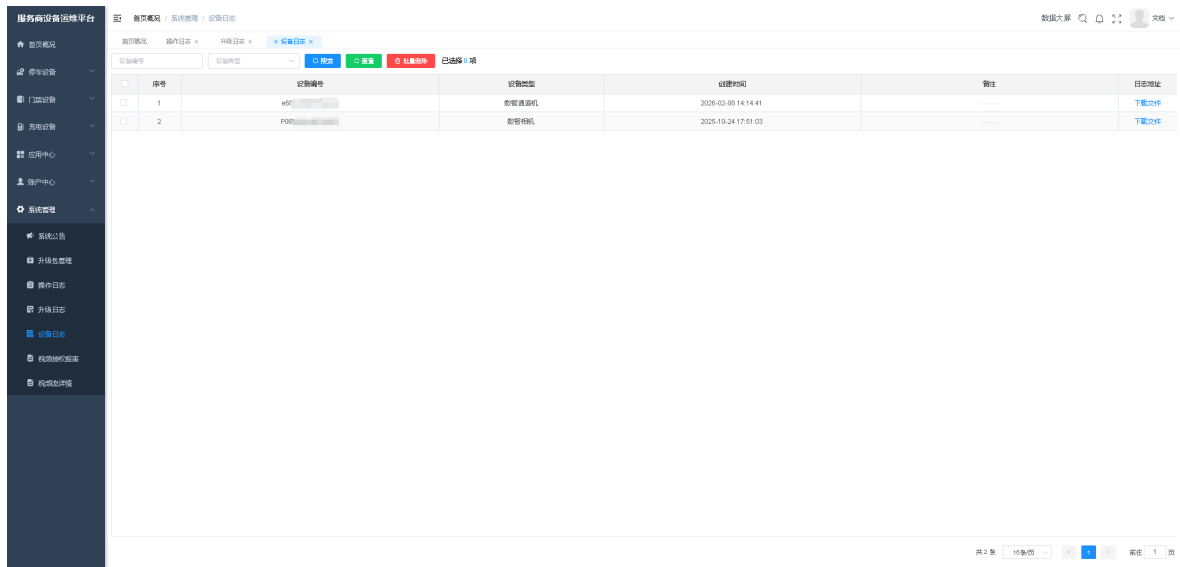 服务商设备运维平台
首页概况 / 系统管理 / 设备日志
数据大屏
文档
首页概况
操作日志 ×
升级日志 ×
设备日志 ×
设备编号
设备类型
搜索
重置
批量删除
已选择 0 项
序号 设备编号 设备类型 创建时间 备注 日志地址
1 数智通道机 2026-02-08 14:14:41 下载文件
2 数智相机 2025-10-24 17:51:03 下载文件
首页概况
停车设备
门禁设备
充电设备
应用中心
账户中心
系统管理
系统公告
升级包管理
操作日志
升级日志
设备日志
视频授权报表
视频流详情
共 2 条
1
前往 1 页